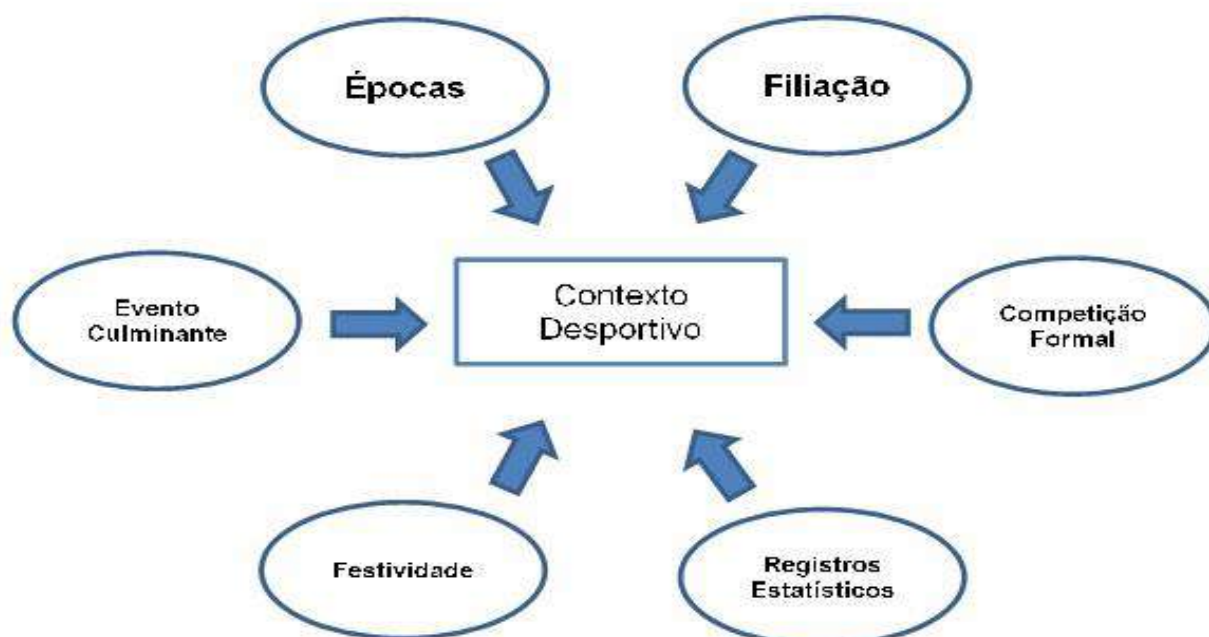 Épocas
Filiação
Evento
Culminante
Contexto
Desportivo
Competição
Formal
Festividade
Registros
Estatísticos